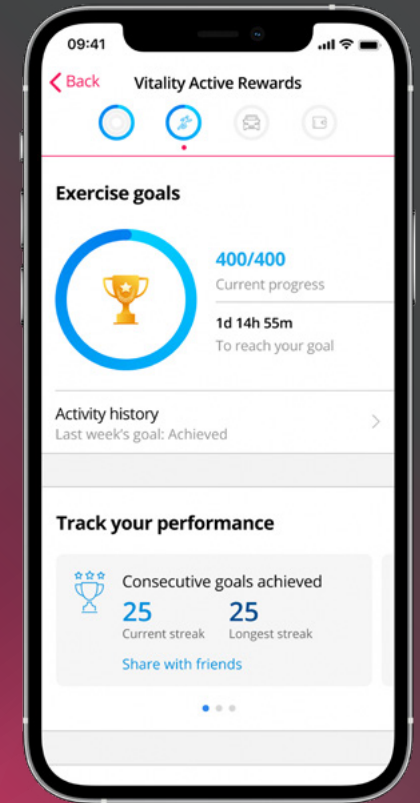 09:41
Back
Vitality Active Rewards
Exercise goals
400/400
Current progress
1d 14h 55m
To reach your goal
Activity history
Last week's goal: Achieved
Track your performance
Consecutive goals achieved
25 25
Current streak Longest streak
Share with friends